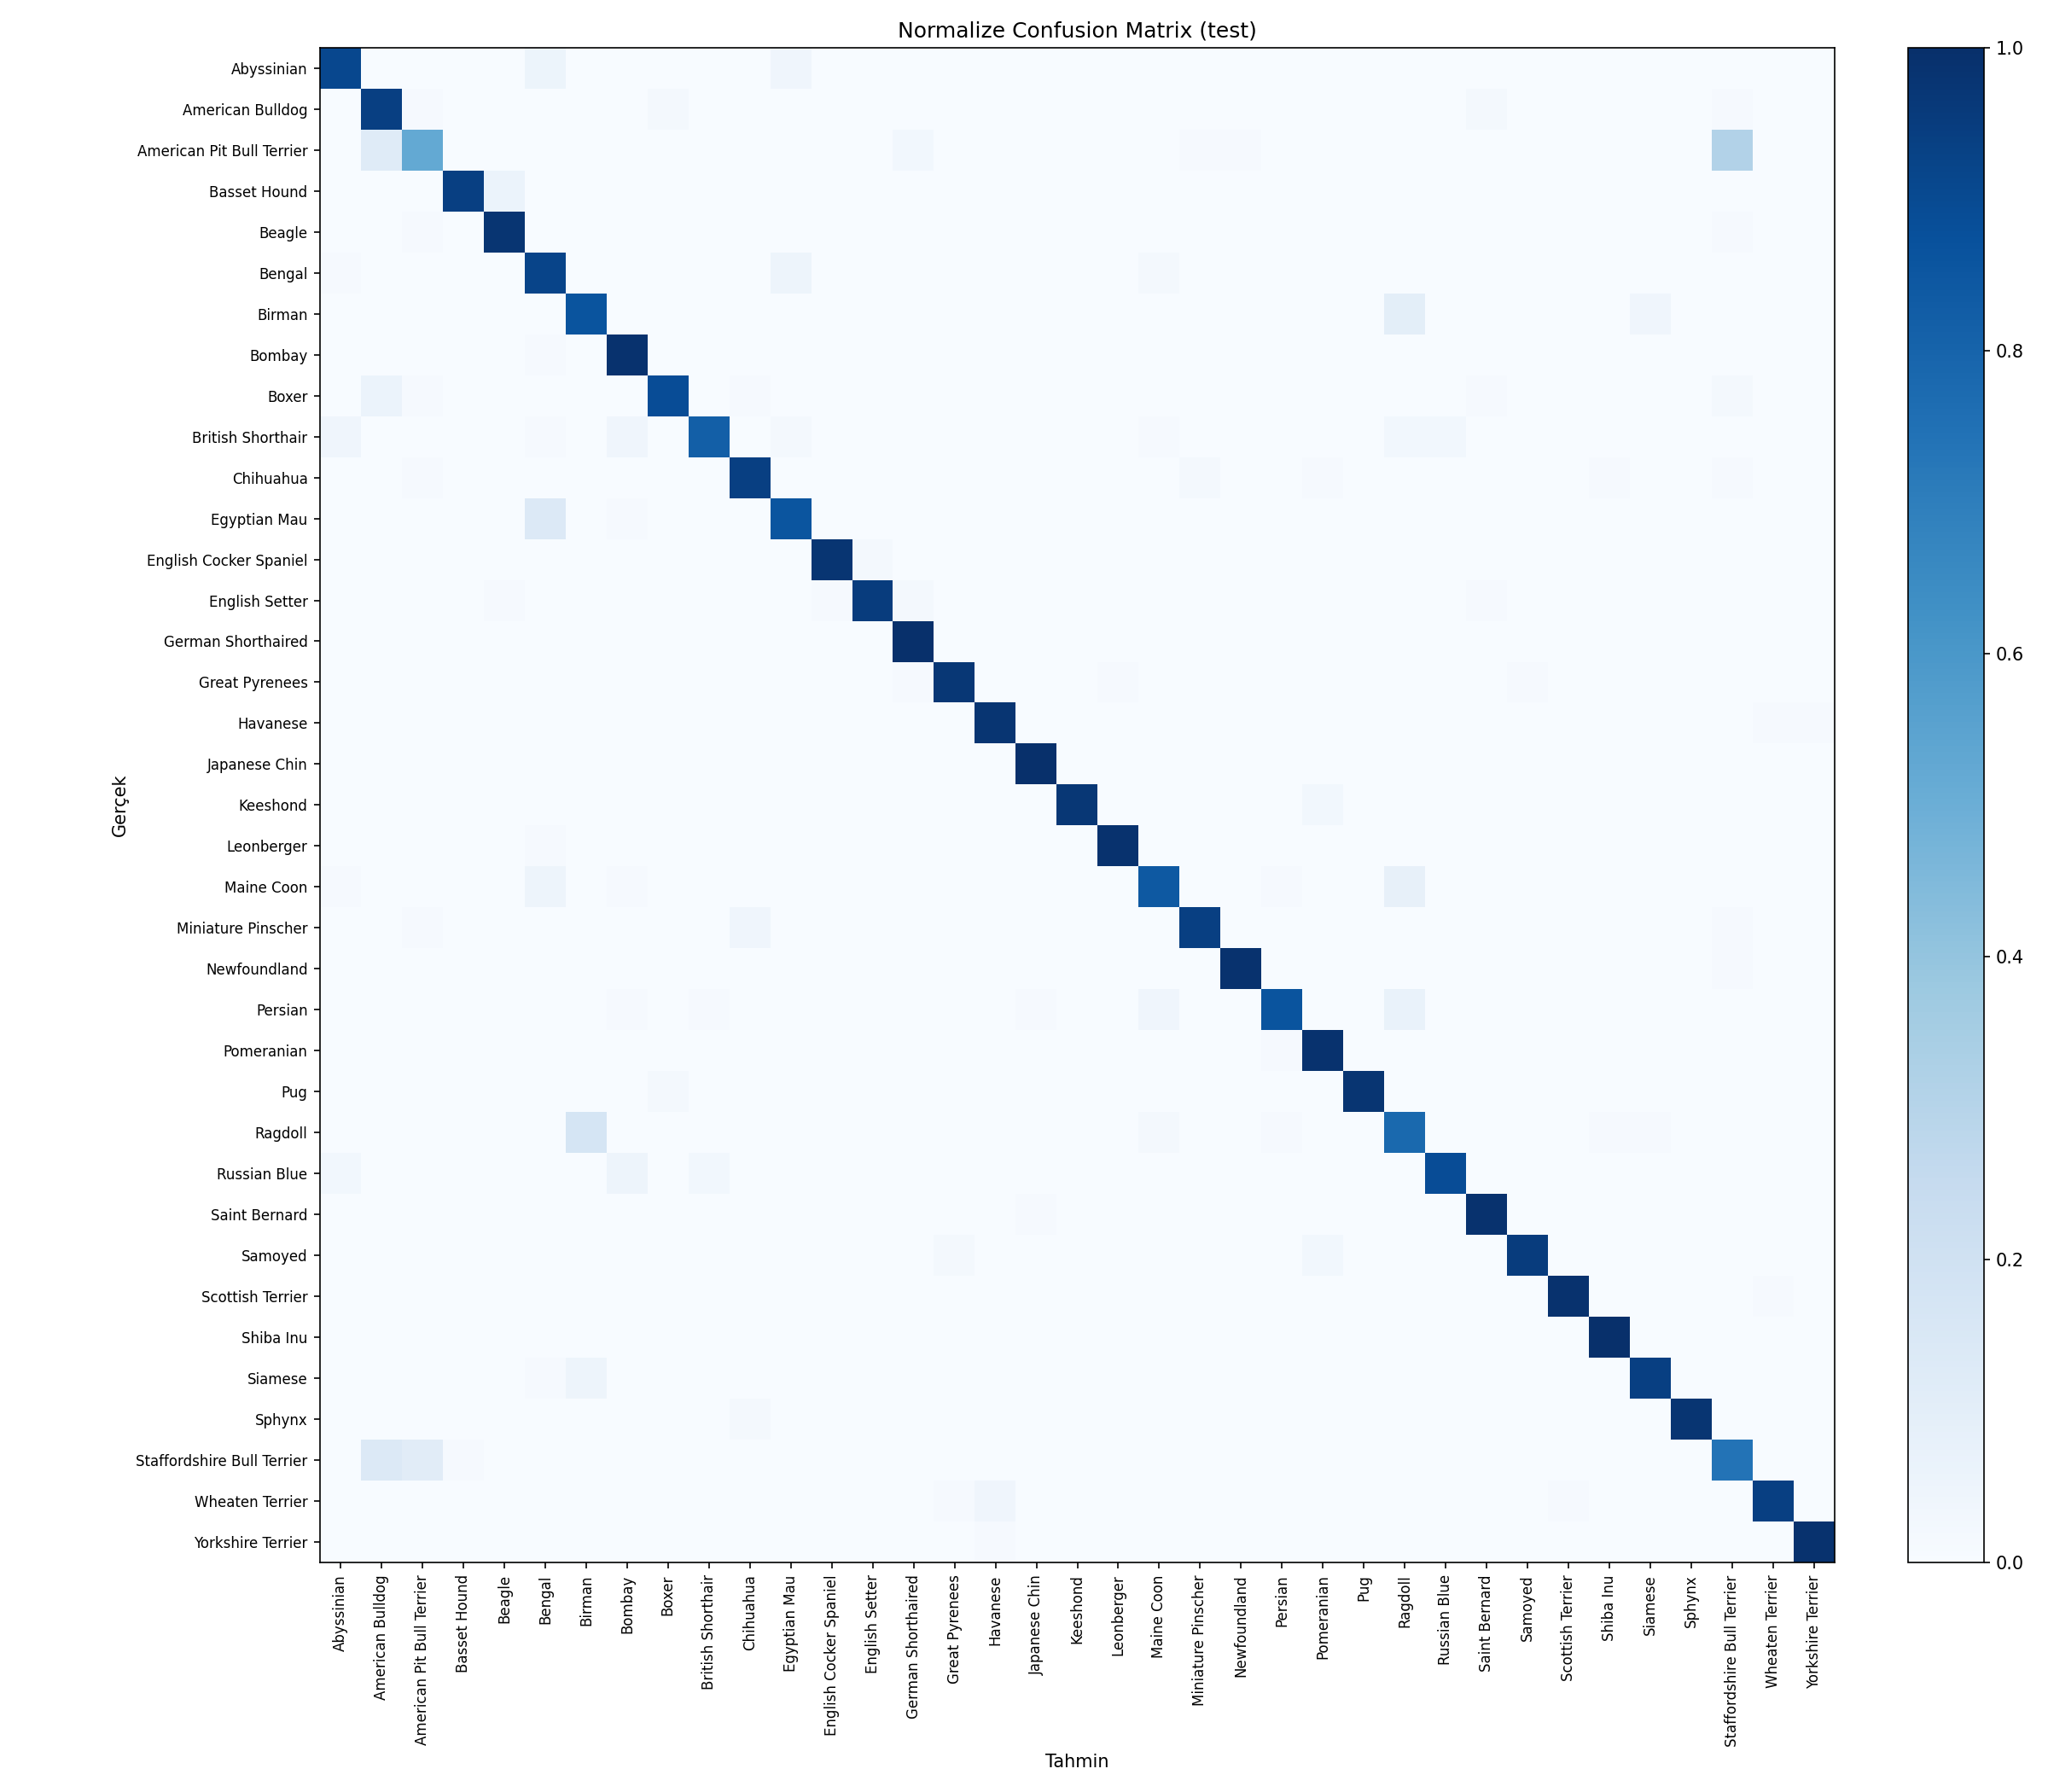 Normalize Confusion Matrix (test)
Gerçek
Abyssinian
American Bulldog
American Pit Bull Terrier
Basset Hound
Beagle
Bengal
Birman
Bombay
Boxer
British Shorthair
Chihuahua
Egyptian Mau
English Cocker Spaniel
English Setter
German Shorthaired
Great Pyrenees
Havanese
Japanese Chin
Keeshond
Leonberger
Maine Coon
Miniature Pinscher
Newfoundland
Persian
Pomeranian
Pug
Ragdoll
Russian Blue
Saint Bernard
Samoyed
Scottish Terrier
Shiba Inu
Siamese
Sphynx
Staffordshire Bull Terrier
Wheaten Terrier
Yorkshire Terrier
Abyssinian
American Bulldog
American Pit Bull Terrier
Basset Hound
Beagle
Bengal
Birman
Bombay
Boxer
British Shorthair
Chihuahua
Egyptian Mau
English Cocker Spaniel
English Setter
German Shorthaired
Great Pyrenees
Havanese
Japanese Chin
Keeshond
Leonberger
Maine Coon
Miniature Pinscher
Newfoundland
Persian
Pomeranian
Pug
Ragdoll
Russian Blue
Saint Bernard
Samoyed
Scottish Terrier
Shiba Inu
Siamese
Sphynx
Staffordshire Bull Terrier
Wheaten Terrier
Yorkshire Terrier
Tahmin
1.0
0.8
0.6
0.4
0.2
0.0